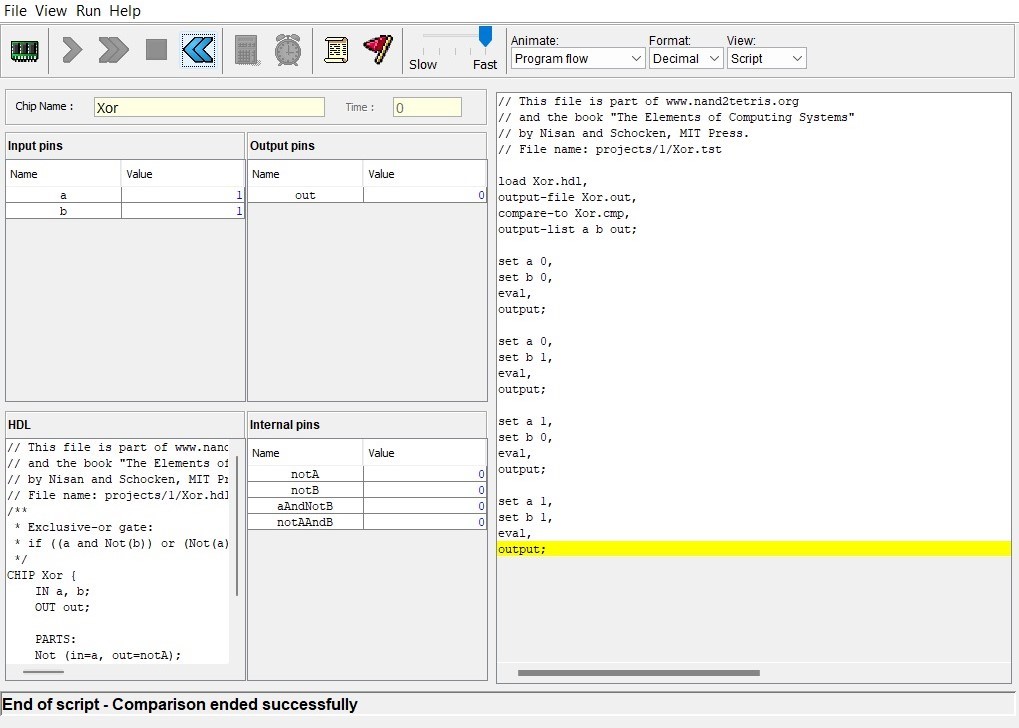 File View Run Help
Slow Fast
Animate: Format: View:
Program flow Decimal Script
Chip Name : Xor Time : 0
Input pins
Name Value
a 1
b 1
Output pins
Name Value
out 0
HDL
// This file is part of www.nand
// and the book "The Elements of
// by Nisan and Schocken, MIT Pr
// File name: projects/1/Xor.hdl
/**
* Exclusive-or gate:
* if ((a and Not(b)) or (Not(a)
*/
CHIP Xor {
IN a, b;
OUT out;
PARTS:
Not (in=a, out=notA);
Internal pins
Name Value
notA 0
notB 0
aAndNotB 0
notAAndB 0
// This file is part of www.nand2tetris.org
// and the book "The Elements of Computing Systems"
// by Nisan and Schocken, MIT Press.
// File name: projects/1/Xor.tst
load Xor.hdl,
output-file Xor.out,
compare-to Xor.cmp,
output-list a b out;
set a 0,
set b 0,
eval,
output;
set a 0,
set b 1,
eval,
output;
set a 1,
set b 0,
eval,
output;
set a 1,
set b 1,
eval,
output;
End of script - Comparison ended successfully